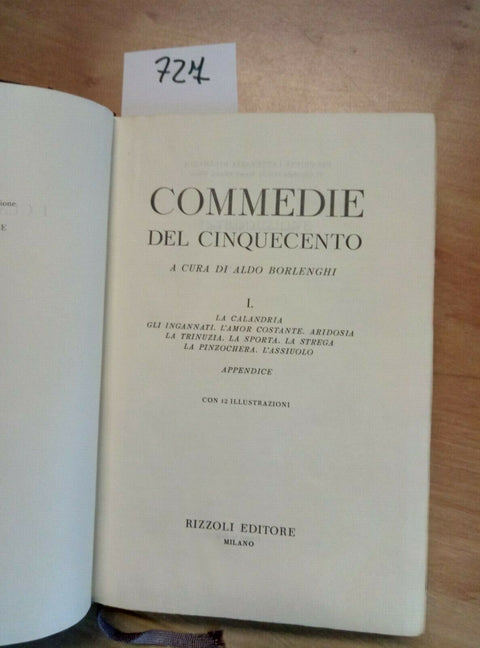 727
zione
E
COMMEDIE
DEL CINQUECENTO
A CURA DI ALDO BORLENGHI
I.
LA CALANDRIA
GLI INGANNATI. L'AMOR COSTANTE. ARIDOSIA
LA TRINUZIA. LA SPORTA. LA STREGA
LA PINZOCHERA. L'ASSIUOLO
APPENDICE
CON 12 ILLUSTRAZIONI
RIZZOLI EDITORE
MILANO